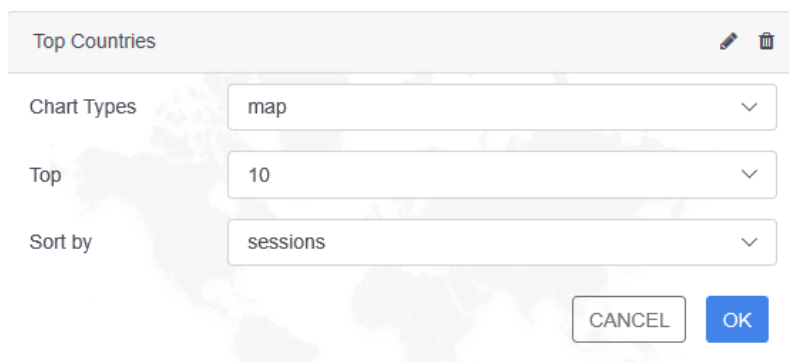 Top Countries
Chart Types map
Top 10
Sort by sessions
CANCEL OK